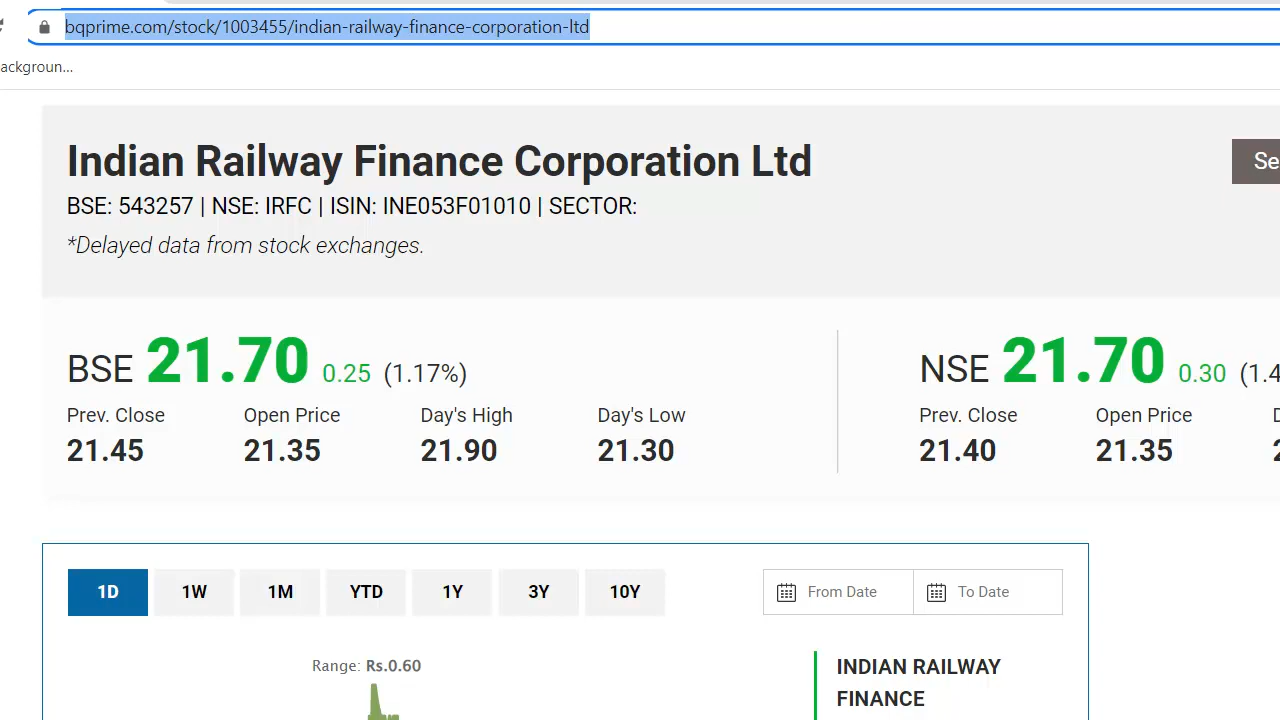 bqprime.com/stock/1003455/indian-railway-finance-corporation-ltd
ackgroun...
Indian Railway Finance Corporation Ltd
Se
BSE: 543257 | NSE: IRFC | ISIN: INE053F01010 | SECTOR:
*Delayed data from stock exchanges.
BSE 21.70 0.25 (1.17%)
Prev. Close Open Price Day's High Day's Low
21.45 21.35 21.90 21.30
NSE 21.70 0.30 (1.4
Prev. Close Open Price
21.40 21.35
1D 1W 1M YTD 1Y 3Y 10Y From Date To Date
Range: Rs.0.60
INDIAN RAILWAY
FINANCE